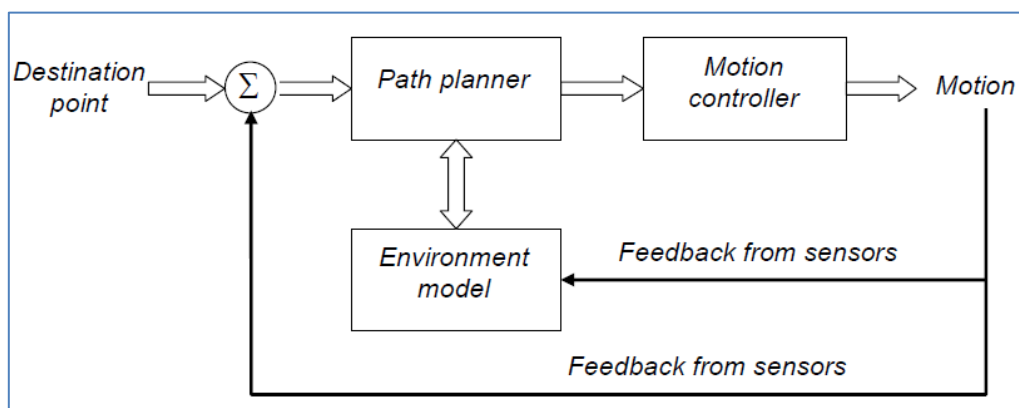 Destination
point
Σ
Path planner
Motion
controller
Motion
Environment
model
Feedback from sensors
Feedback from sensors